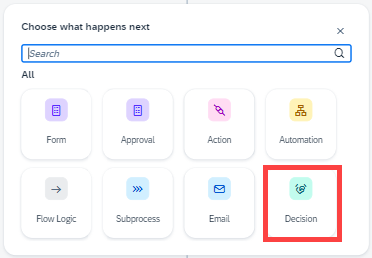 Choose what happens next
Search
All
Form
Approval
Action
Automation
Flow Logic
Subprocess
Email
Decision